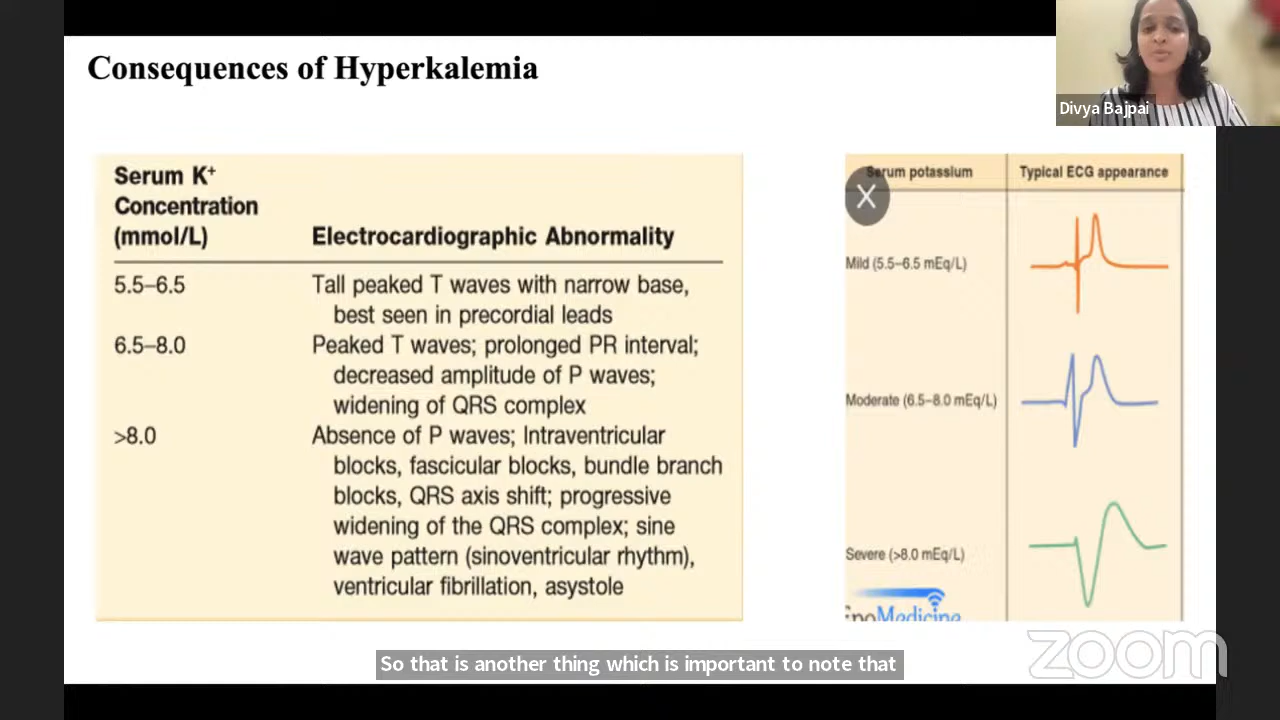 Consequences of Hyperkalemia
Divya Bajpai
Serum K+
Concentration
(mmol/L)
Electrocardiographic Abnormality
5.5–6.5
Tall peaked T waves with narrow base,
best seen in precordial leads
6.5–8.0
Peaked T waves; prolonged PR interval;
decreased amplitude of P waves;
widening of QRS complex
>8.0
Absence of P waves; Intraventricular
blocks, fascicular blocks, bundle branch
blocks, QRS axis shift; progressive
widening of the QRS complex; sine
wave pattern (sinoventricular rhythm),
ventricular fibrillation, asystole
potassium
Typical ECG appearance
Mild (5.5–6.5 mEq/L)
Moderate (6.5–8.0 mEq/L)
Severe (>8.0 mEq/L)
So that is another thing which is important to note that
zoom